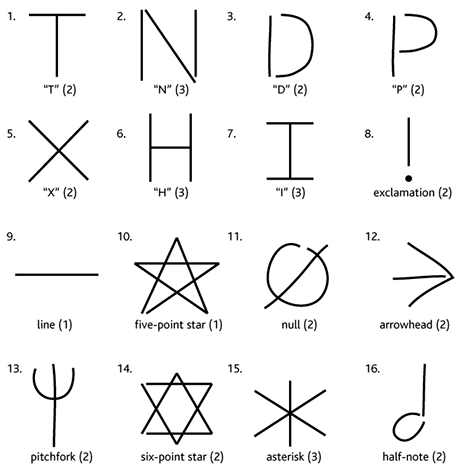 1. 2. 3. 4.
"T" (2) "N" (3) "D" (2) "P" (2)
5. 6. 7. 8.
"X" (2) "H" (3) "I" (3) exclamation (2)
9. 10. 11. 12.
line (1) five-point star (1) null (2) arrowhead (2)
13. 14. 15. 16.
pitchfork (2) six-point star (2) asterisk (3) half-note (2)